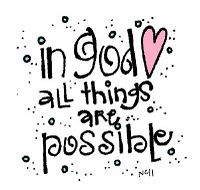 in god
all things
are
possible